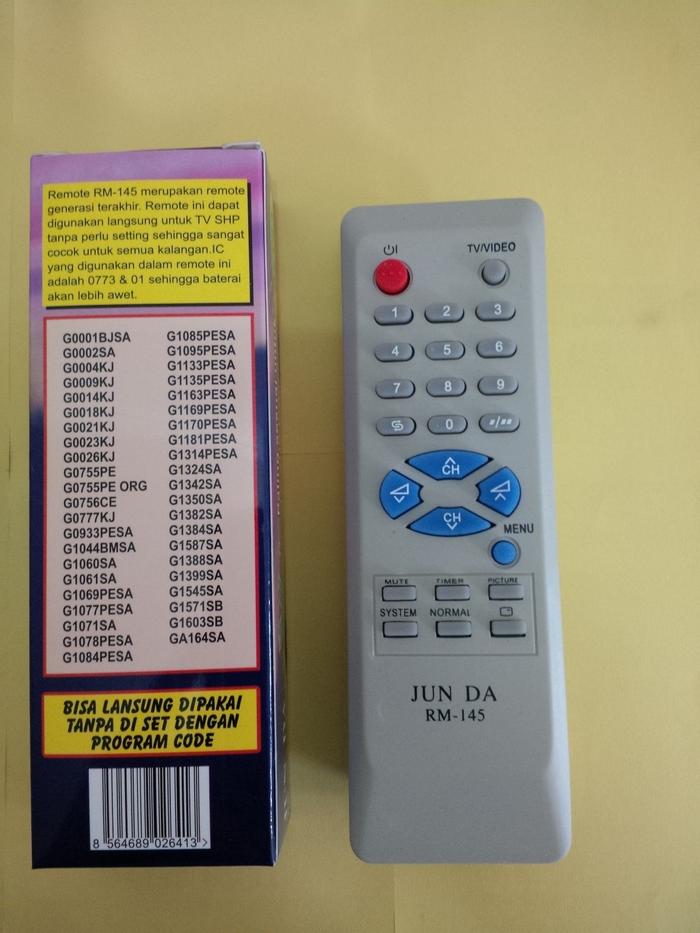 Remote RM-145 merupakan remote
generasi terakhir. Remote ini dapat
digunakan langsung untuk TV SHP
tanpa perlu setting sehingga sangat
cocok untuk semua kalangan.IC
yang digunakan dalam remote ini
adalah 0773 & 01 sehingga baterai
akan lebih awet.
G0001BJSA
G0002SA
G0004KJ
G0009KJ
G0014KJ
G0018KJ
G0021KJ
G0023KJ
G0026KJ
G0755PE
G0755PE ORG
G0756CE
G0777KJ
G0933PESA
G1044BMSA
G1060SA
G1061SA
G1069PESA
G1077PESA
G1071SA
G1078PESA
G1084PESA
G1085PESA
G1095PESA
G1133PESA
G1135PESA
G1163PESA
G1169PESA
G1170PESA
G1181PESA
G1314PESA
G1324SA
G1342SA
G1350SA
G1382SA
G1384SA
G1587SA
G1388SA
G1399SA
G1545SA
G1571SB
G1603SB
GA164SA
BISA LANSUNG DIPAKAI
TANPA DI SET DENGAN
PROGRAM CODE
8 564689 026413 >
TV/VIDEO
1 2 3
4 5 6
7 8 9
0 -/--
CH
CH
MENU
MUTE TIMER PICTURE
SYSTEM NORMAL
JUN DA
RM-145